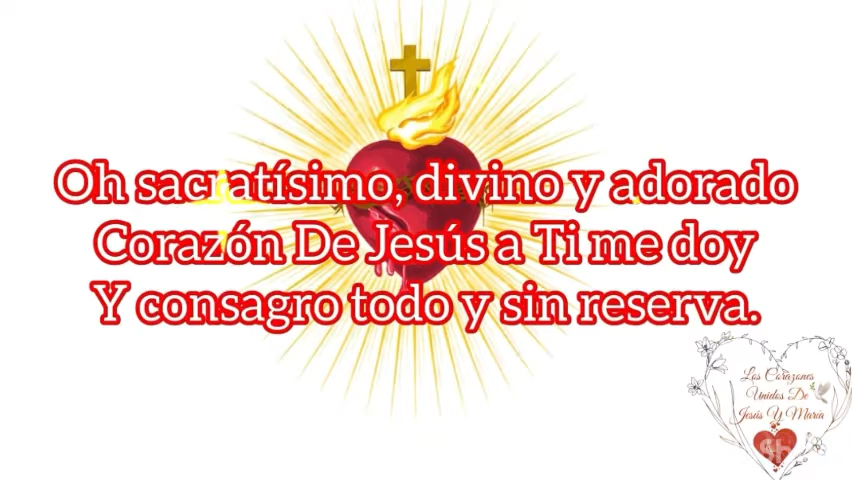 Oh sacratísimo, divino y adorado
Corazón De Jesús a Ti me doy
Y consagro todo y sin reserva.
Los Corazones
Unidos De
Jesús Y María